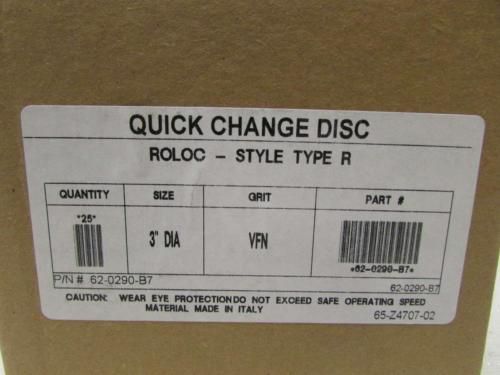 QUICK CHANGE DISC
ROLOC - STYLE TYPE R
QUANTITY SIZE GRIT PART #
*25* 3" DIA VFN *62-0290-B7*
P/N # 62-0290-B7 62-0290-B7
CAUTION: WEAR EYE PROTECTION DO NOT EXCEED SAFE OPERATING SPEED
MATERIAL MADE IN ITALY
65-Z4707-02